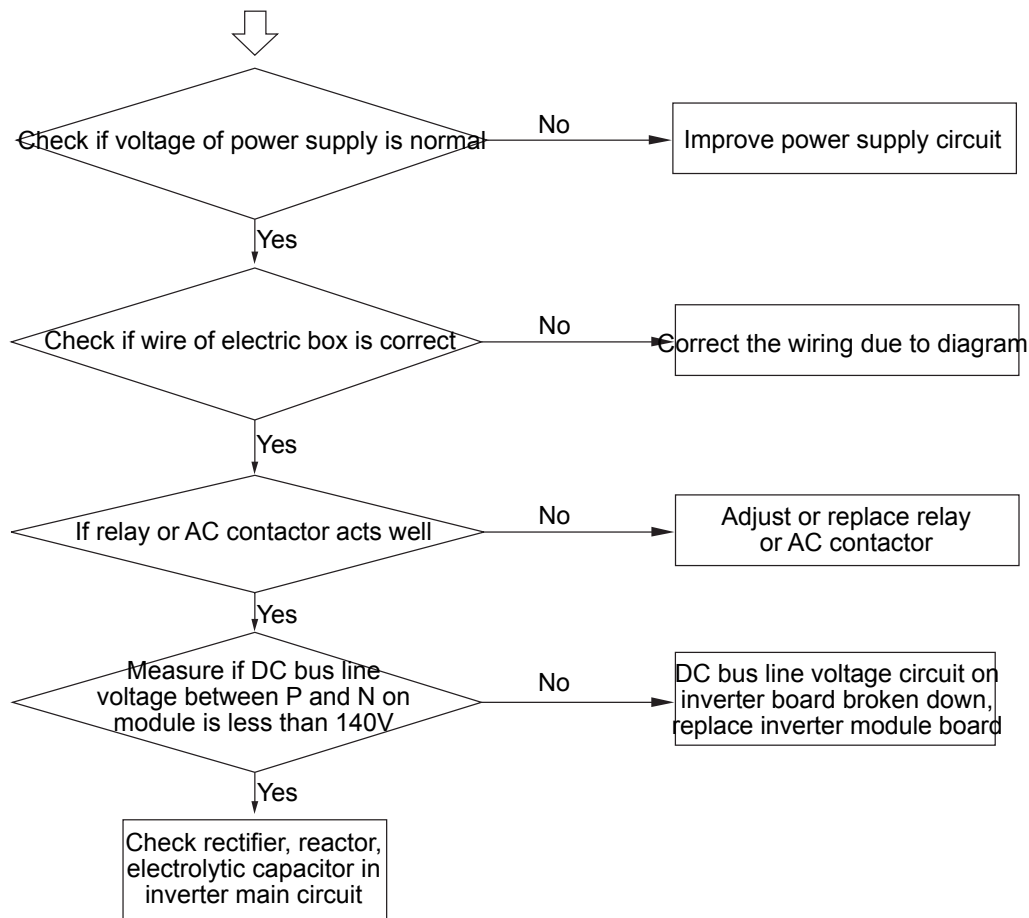 Check if voltage of power supply is normal
No
Improve power supply circuit
Yes
Check if wire of electric box is correct
No
Correct the wiring due to diagram
Yes
If relay or AC contactor acts well
No
Adjust or replace relay
or AC contactor
Yes
Measure if DC bus line
voltage between P and N on
module is less than 140V
No
DC bus line voltage circuit on
inverter board broken down,
replace inverter module board
Yes
Check rectifier, reactor,
electrolytic capacitor in
inverter main circuit